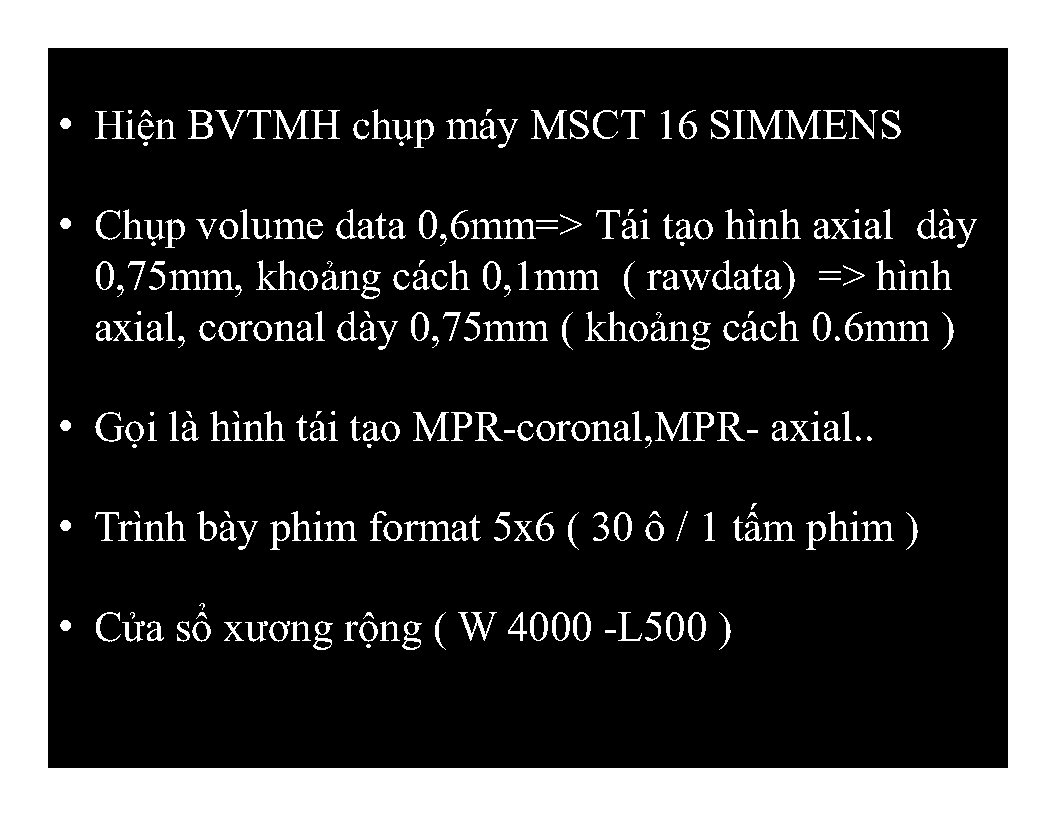 • Hiện BVTMH chụp máy MSCT 16 SIMMENS
• Chụp volume data 0,6mm=> Tái tạo hình axial dày
0,75mm, khoảng cách 0,1mm ( rawdata) => hình
axial, coronal dày 0,75mm ( khoảng cách 0.6mm )
• Gọi là hình tái tạo MPR-coronal,MPR- axial..
• Trình bày phim format 5x6 ( 30 ô / 1 tấm phim )
• Cửa sổ xương rộng ( W 4000 -L500 )